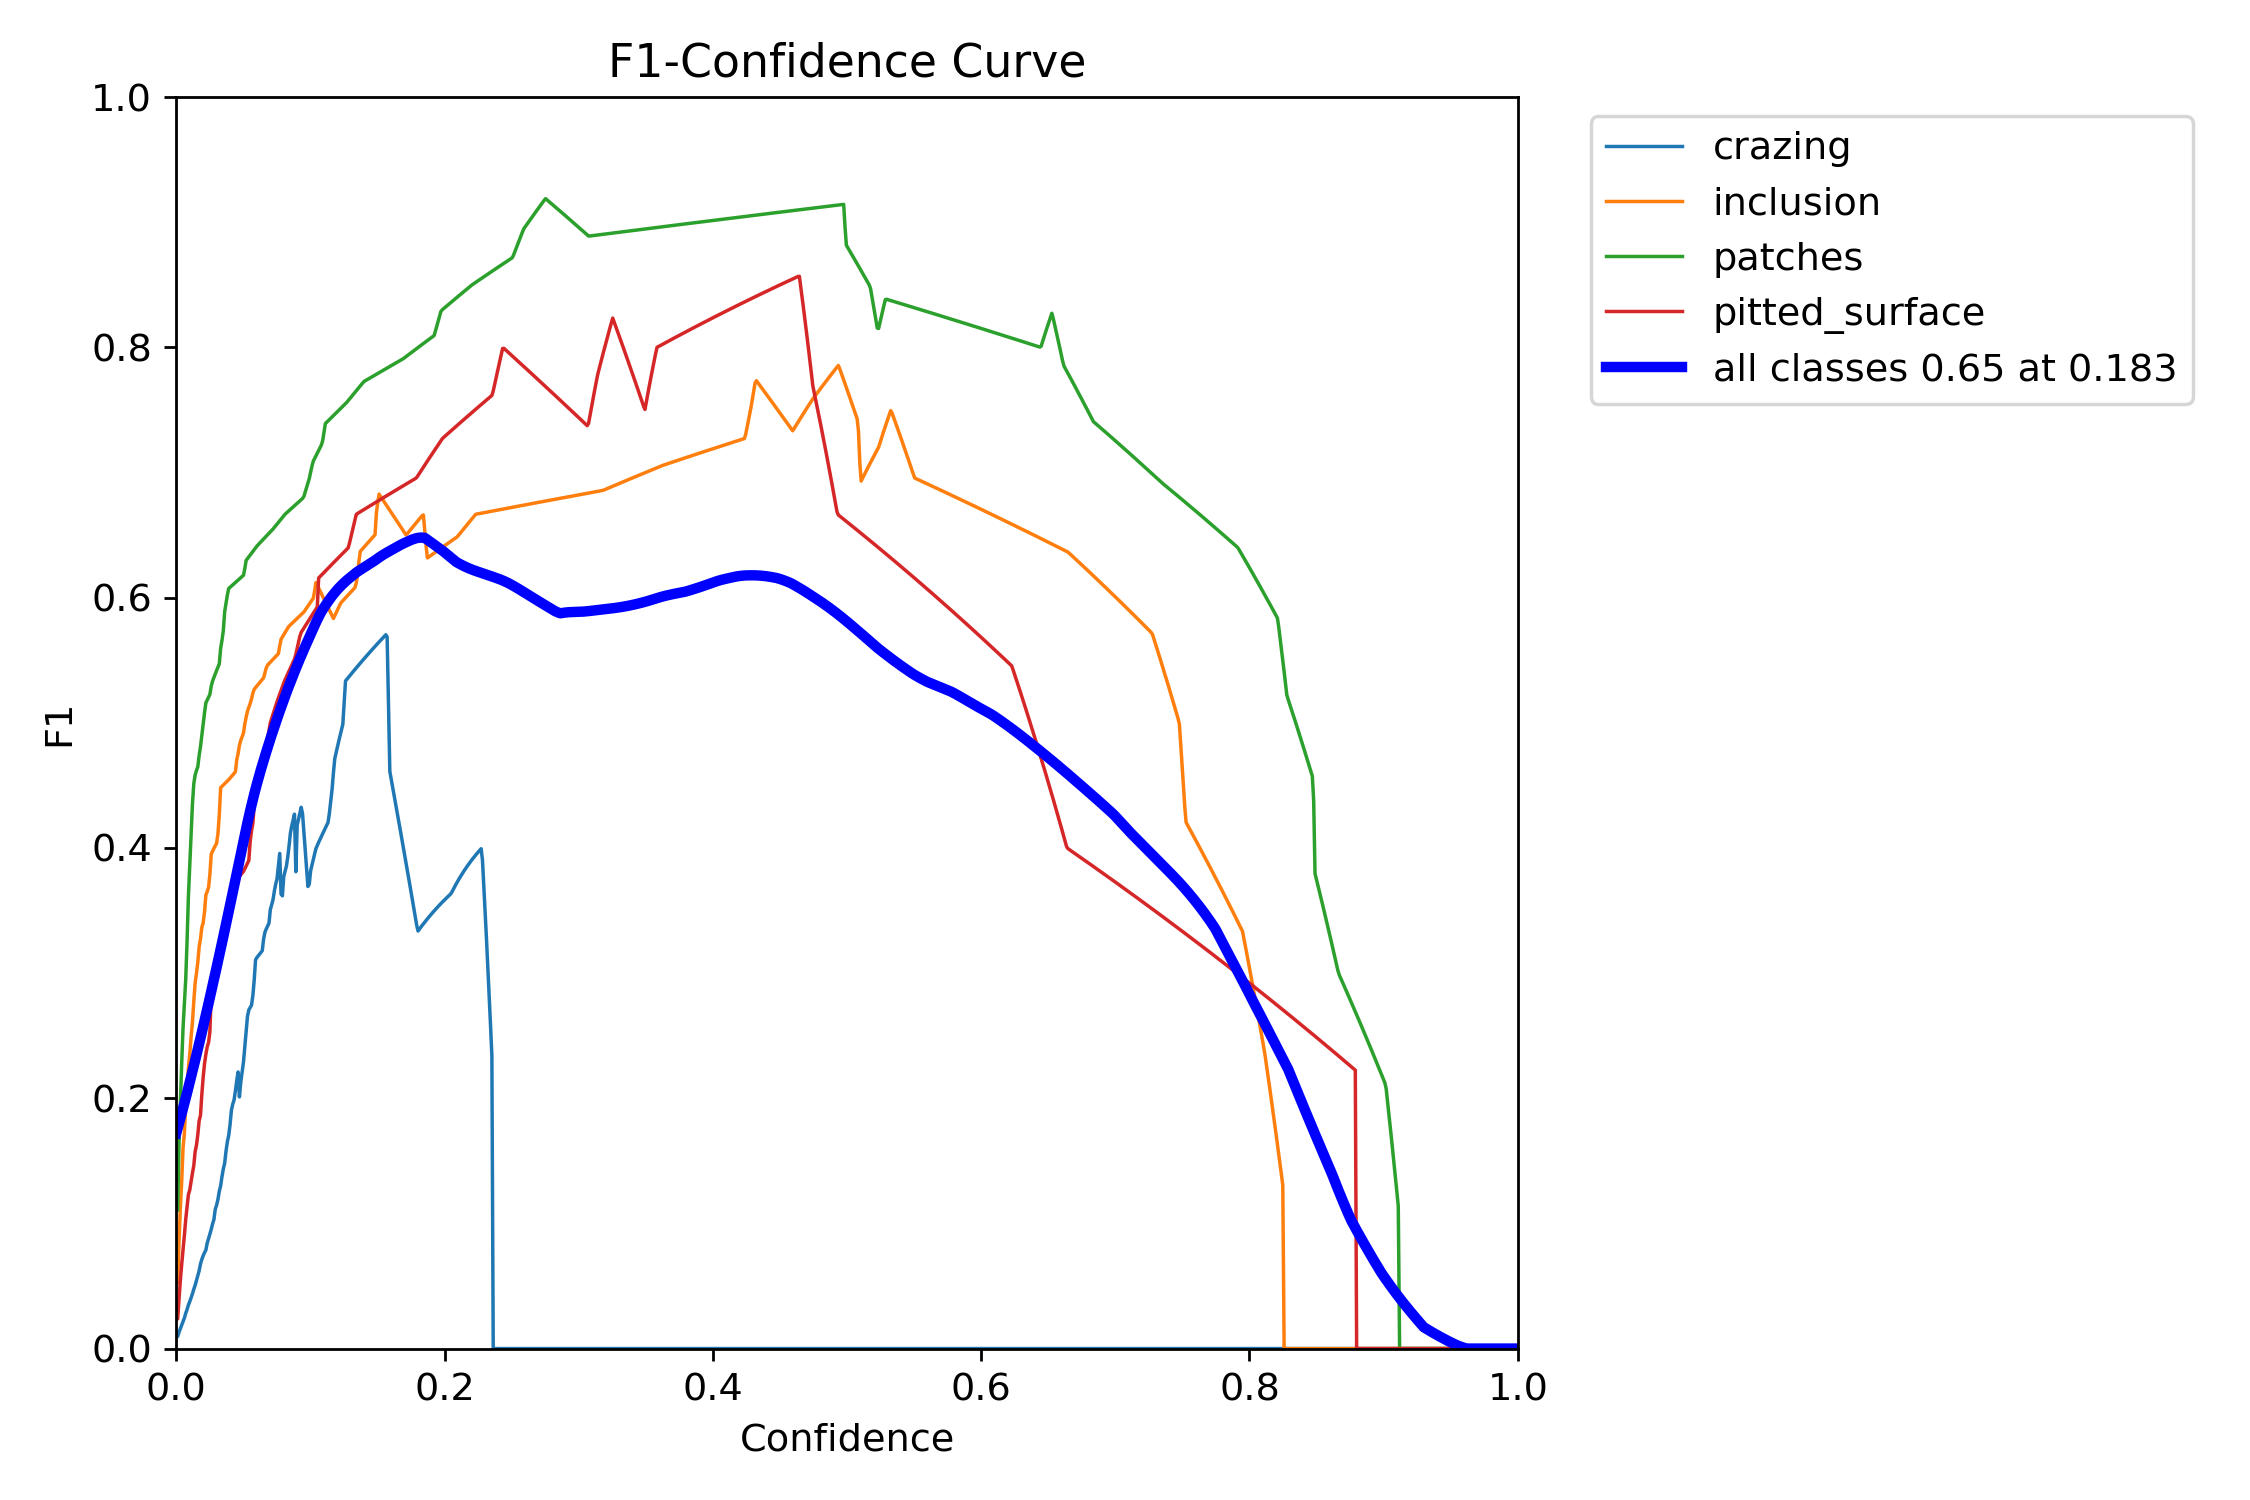 F1-Confidence Curve
1.0
0.8
0.6
0.4
0.2
0.0
F1
0.0 0.2 0.4 0.6 0.8 1.0
Confidence
crazing
inclusion
patches
pitted_surface
all classes 0.65 at 0.183